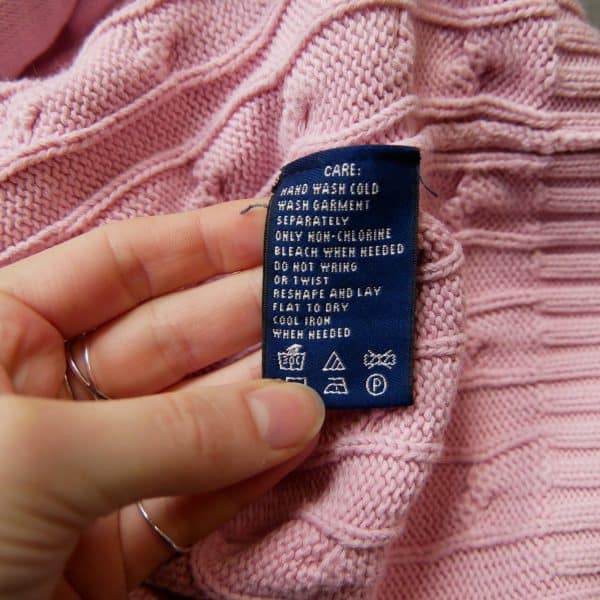 CARE:
HAND WASH COLD
WASH GARMENT
SEPARATELY
ONLY NON-CHLORINE
BLEACH WHEN NEEDED
DO NOT WRING
OR TWIST
RESHAPE AND LAY
FLAT TO DRY
COOL IRON
WHEN NEEDED
30C
P